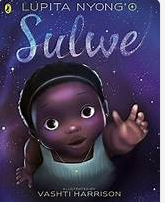 LUPITA NYONG'O
Sulwe
ILLUSTRATED BY
VASHTI HARRISON